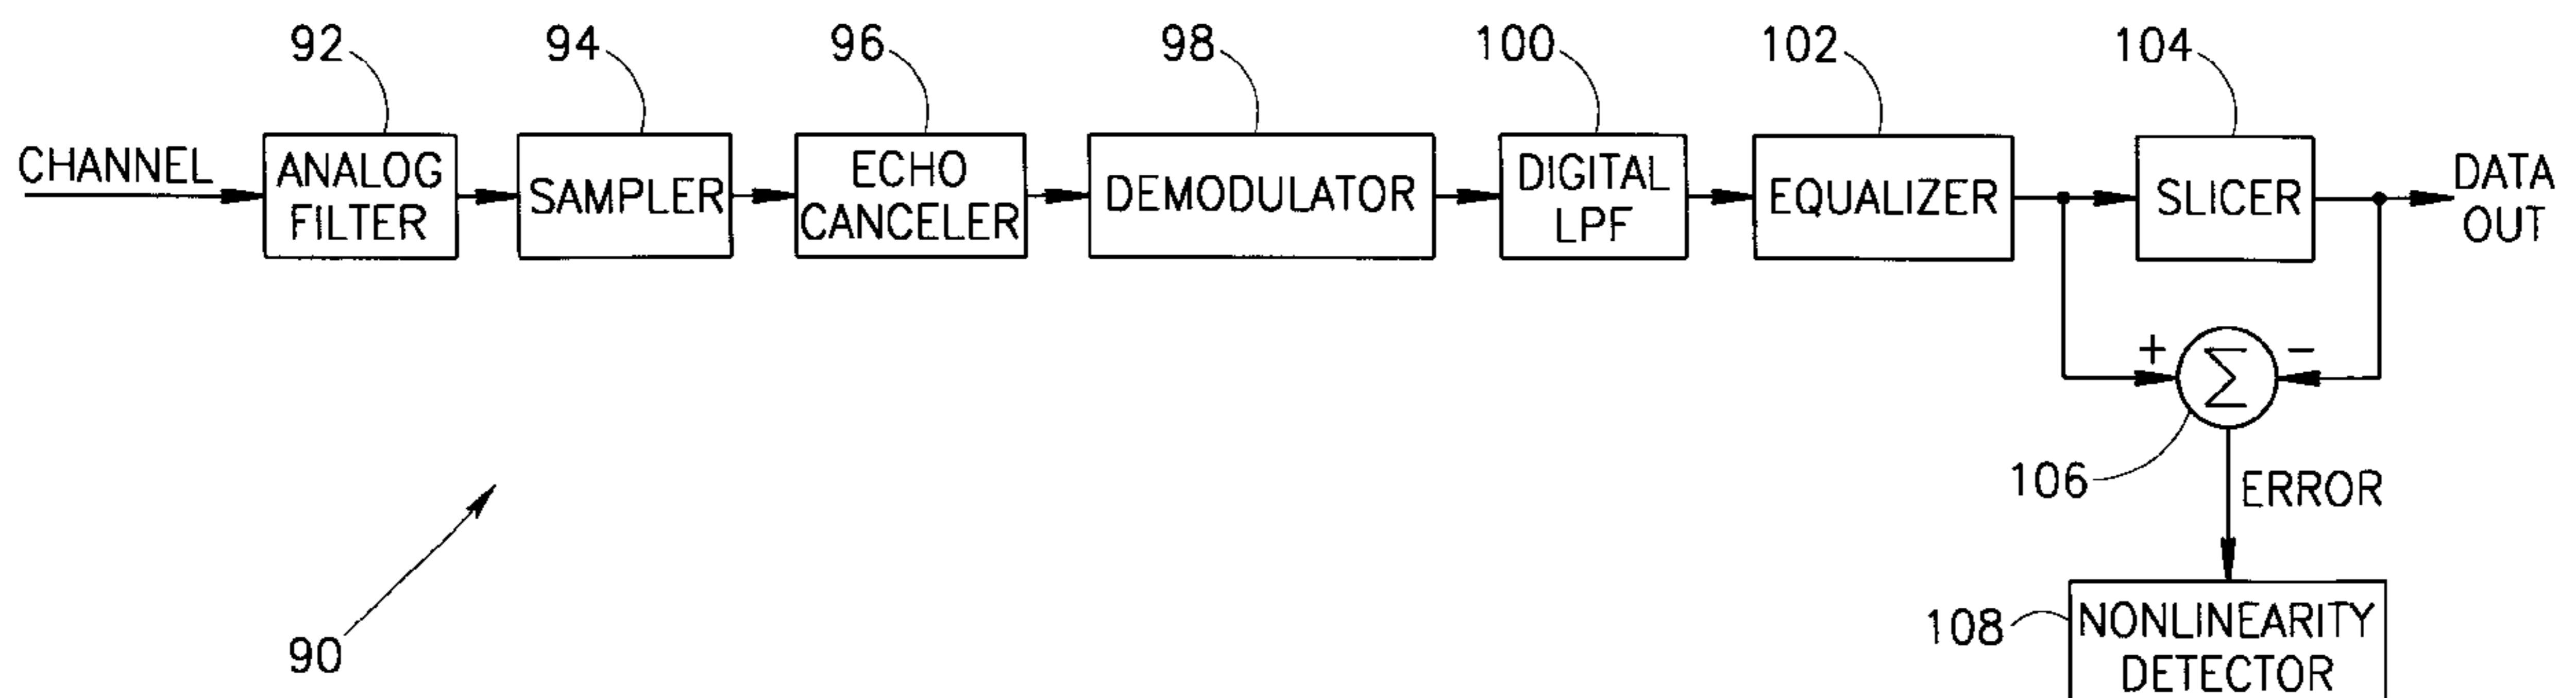 92
94
96
98
100
102
104
CHANNEL
ANALOG
FILTER
SAMPLER
ECHO
CANCELER
DEMODULATOR
DIGITAL
LPF
EQUALIZER
SLICER
DATA
OUT
+
Σ
−
106
ERROR
90
108
NONLINEARITY
DETECTOR